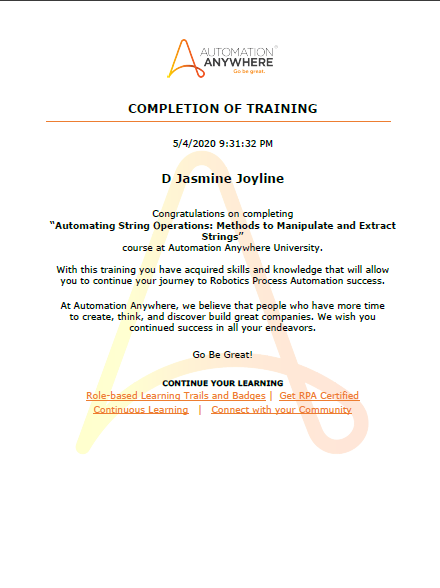 AUTOMATION
ANYWHERE
Go be great.
COMPLETION OF TRAINING
5/4/2020 9:31:32 PM
D Jasmine Joyline
Congratulations on completing
“Automating String Operations: Methods to Manipulate and Extract
Strings”
course at Automation Anywhere University.
With this training you have acquired skills and knowledge that will allow
you to continue your journey to Robotics Process Automation success.
At Automation Anywhere, we believe that people who have more time
to create, think, and discover build great companies. We wish you
continued success in all your endeavors.
Go Be Great!
CONTINUE YOUR LEARNING
Role-based Learning Trails and Badges | Get RPA Certified
Continuous Learning | Connect with your Community